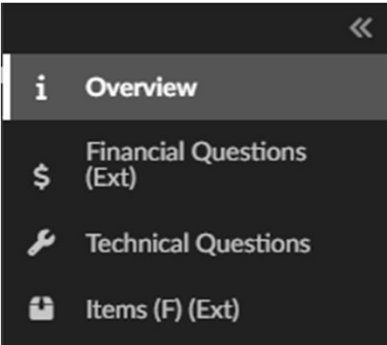 Overview
Financial Questions
(Ext)
Technical Questions
Items (F) (Ext)